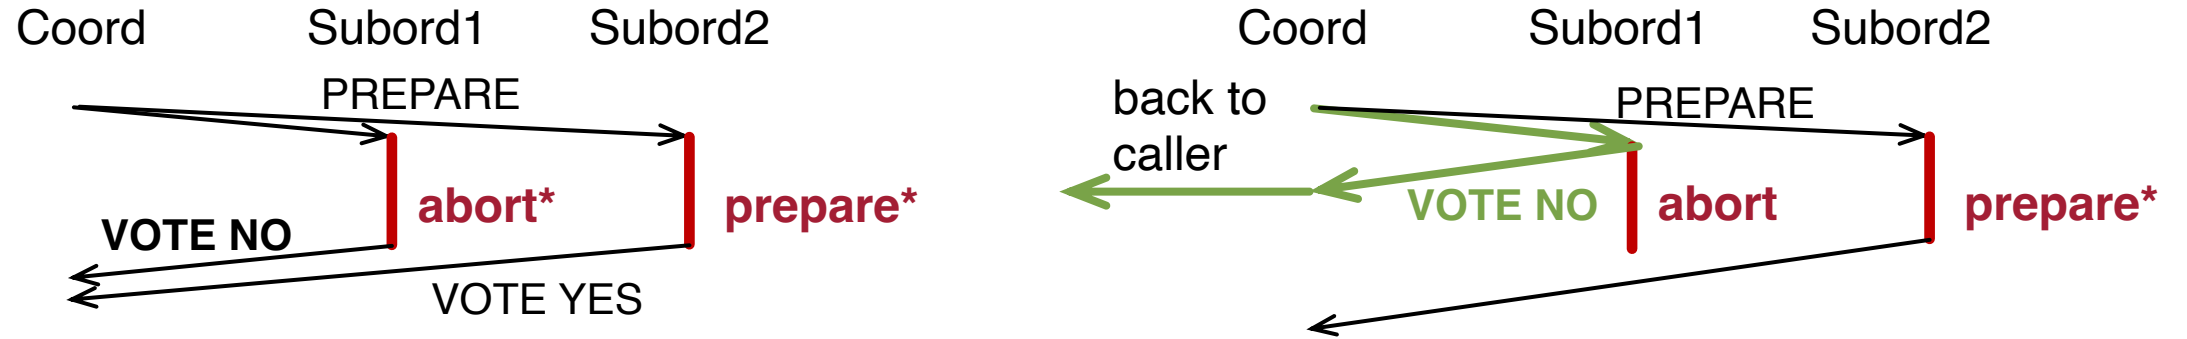 Coord Subord1 Subord2
PREPARE
abort* prepare*
VOTE NO
VOTE YES
Coord Subord1 Subord2
back to
caller
PREPARE
VOTE NO abort prepare*